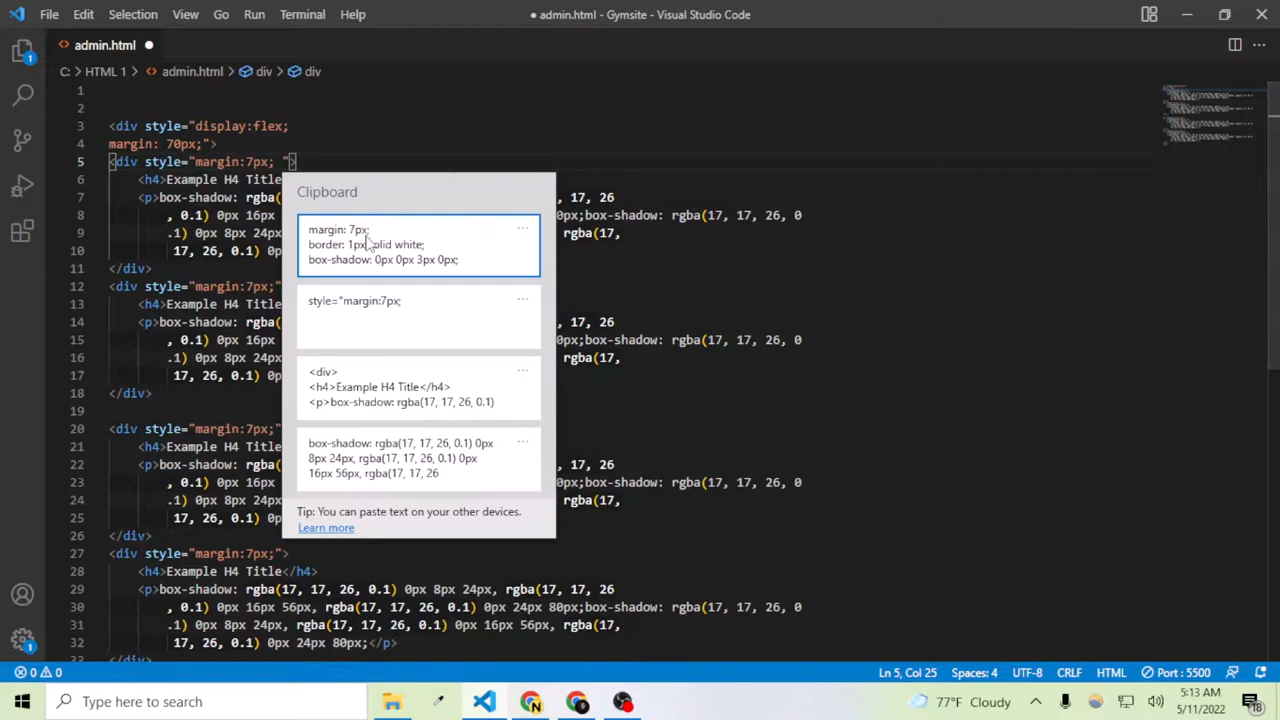 File Edit Selection View Go Run Terminal Help
● admin.html - Gymsite - Visual Studio Code
admin.html
C: > HTML 1 > admin.html > div > div
1
2
3 <div style="display:flex;
4 margin: 70px;">
5 <div style="margin:7px; ">
6 <h4>Example H4 Title
7 <p>box-shadow: rgba( , 17, 26
8 , 0.1) 0px 16px 0px;box-shadow: rgba(17, 17, 26, 0
9 .1) 0px 8px 24px rgba(17,
10 17, 26, 0.1) 0px
11 </div>
12 <div style="margin:7px;"
13 <h4>Example H4 Title
14 <p>box-shadow: rgba( , 17, 26
15 , 0.1) 0px 16px 0px;box-shadow: rgba(17, 17, 26, 0
16 .1) 0px 8px 24px rgba(17,
17 17, 26, 0.1) 0px
18 </div>
19
20 <div style="margin:7px;"
21 <h4>Example H4 Title
22 <p>box-shadow: rgba( , 17, 26
23 , 0.1) 0px 16px 0px;box-shadow: rgba(17, 17, 26, 0
24 .1) 0px 8px 24px rgba(17,
25 17, 26, 0.1) 0px
26 </div>
27 <div style="margin:7px;">
28 <h4>Example H4 Title</h4>
29 <p>box-shadow: rgba(17, 17, 26, 0.1) 0px 8px 24px, rgba(17, 17, 26
30 , 0.1) 0px 16px 56px, rgba(17, 17, 26, 0.1) 0px 24px 80px;box-shadow: rgba(17, 17, 26, 0
31 .1) 0px 8px 24px, rgba(17, 17, 26, 0.1) 0px 16px 56px, rgba(17,
32 17, 26, 0.1) 0px 24px 80px;</p>
33 </div>
Clipboard
margin: 7px;
border: 1px solid white;
box-shadow: 0px 0px 3px 0px;
style="margin:7px;
<div>
<h4>Example H4 Title</h4>
<p>box-shadow: rgba(17, 17, 26, 0.1)
box-shadow: rgba(17, 17, 26, 0.1) 0px
8px 24px, rgba(17, 17, 26, 0.1) 0px
16px 56px, rgba(17, 17, 26
Tip: You can paste text on your other devices.
Learn more
0 0 Ln 5, Col 25 Spaces: 4 UTF-8 CRLF HTML Port : 5500
Type here to search
77°F Cloudy
5:13 AM
5/11/2022
18
1
1
N